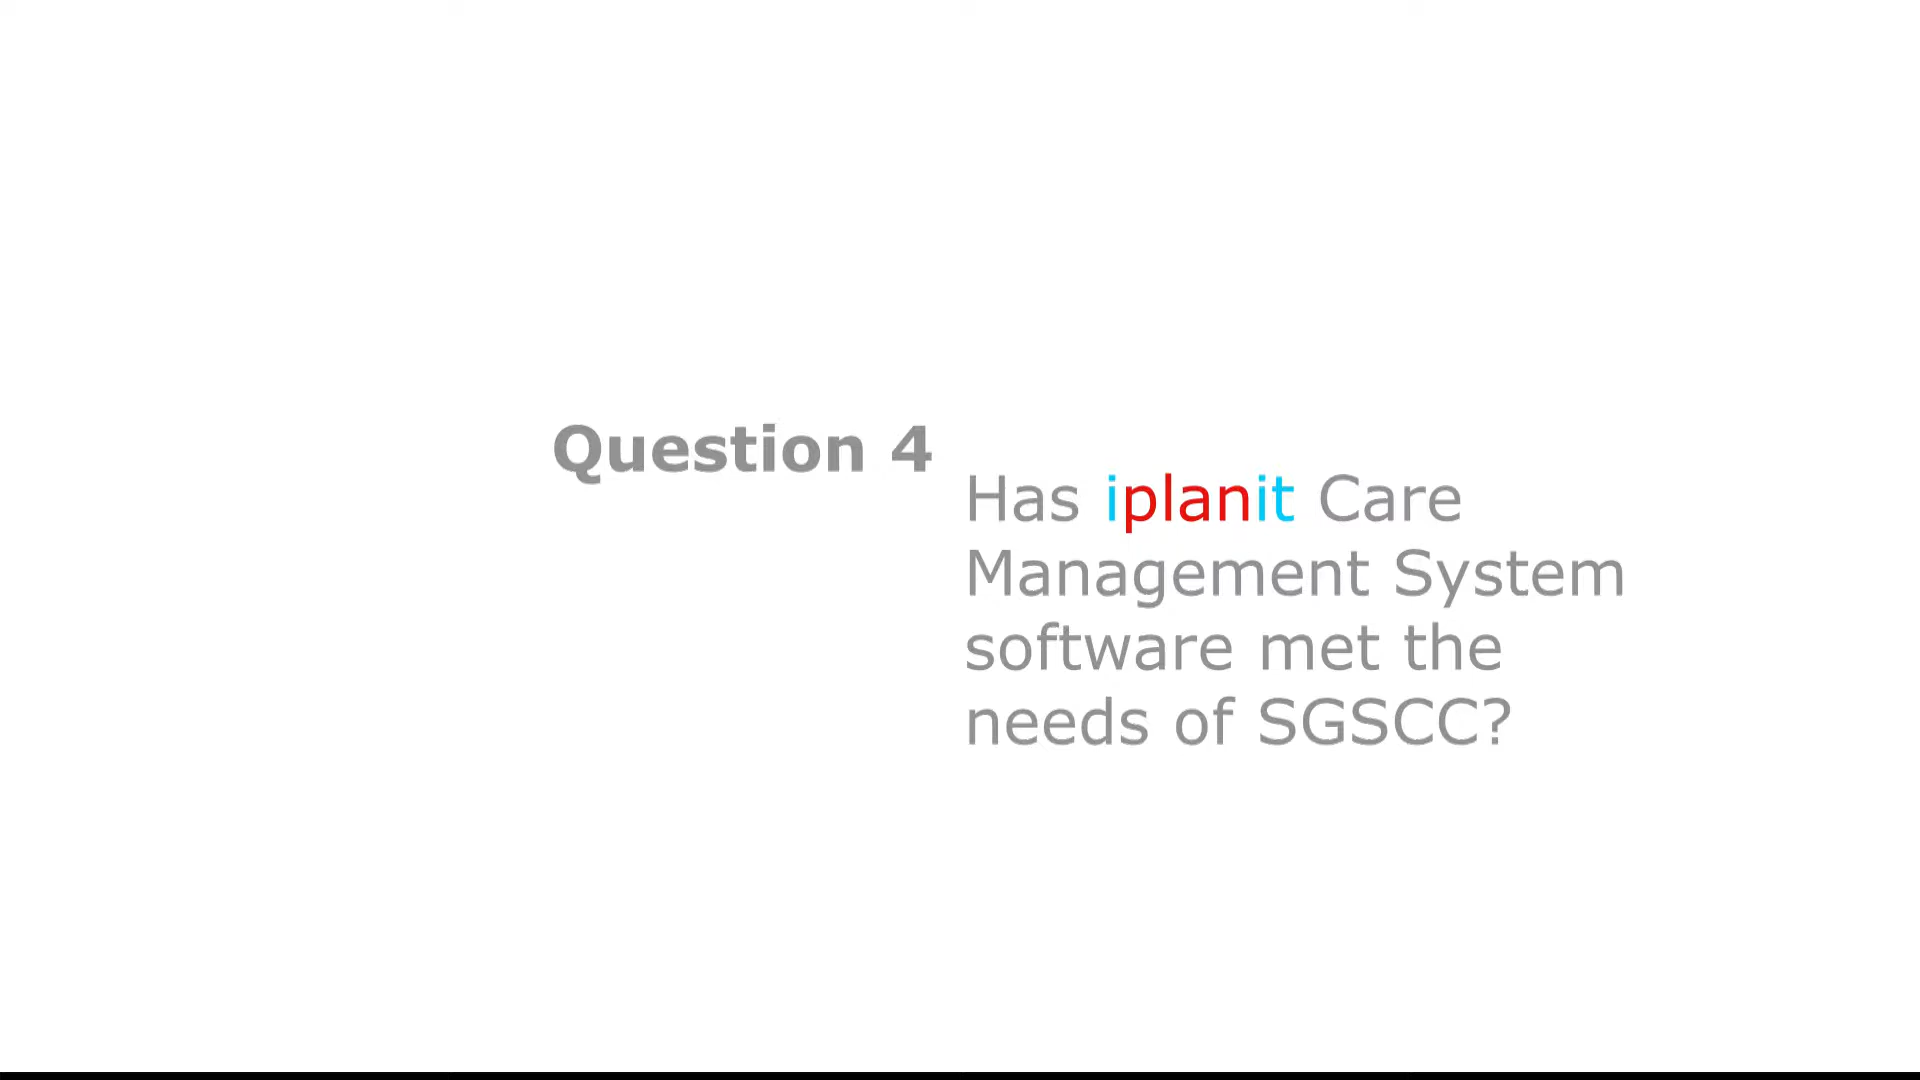 Question 4
Has iplanit Care
Management System
software met the
needs of SGSCC?